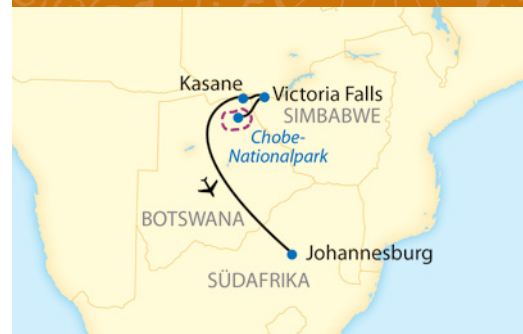 Kasane
Victoria Falls
SIMBABWE
Chobe-
Nationalpark
BOTSWANA
Johannesburg
SÜDAFRIKA